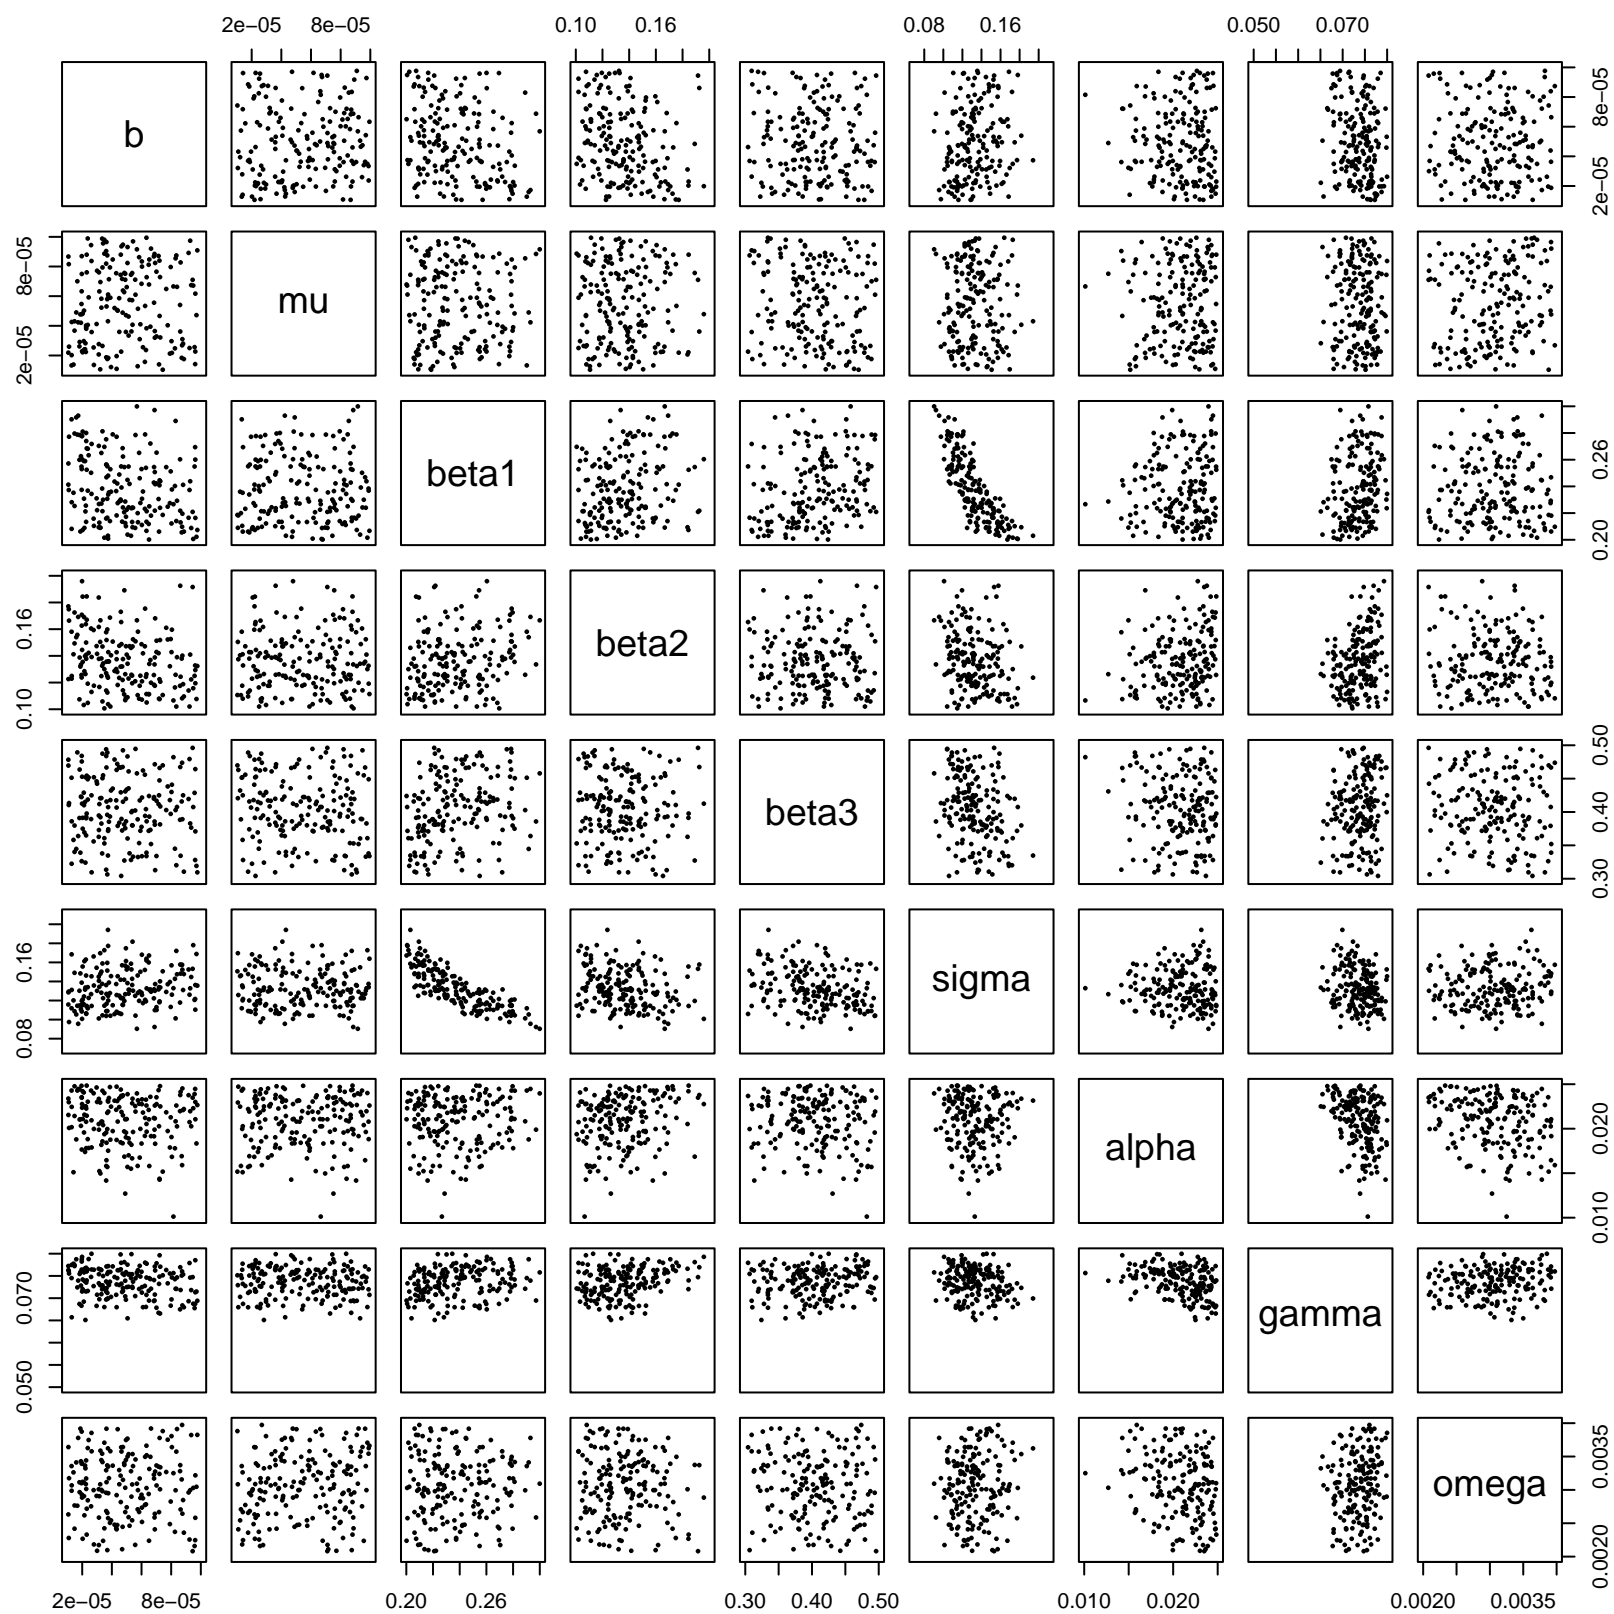 2e−05 8e−05 0.10 0.16 0.08 0.16 0.050 0.070
b
2e−05 8e−05
2e−05 8e−05
mu
beta1
0.20 0.26
0.10 0.16
beta2
beta3
0.30 0.40 0.50
0.08 0.16
sigma
alpha
0.010 0.020
0.050 0.070
gamma
omega
0.0020 0.0035
2e−05 8e−05 0.20 0.26 0.30 0.40 0.50 0.010 0.020 0.0020 0.0035